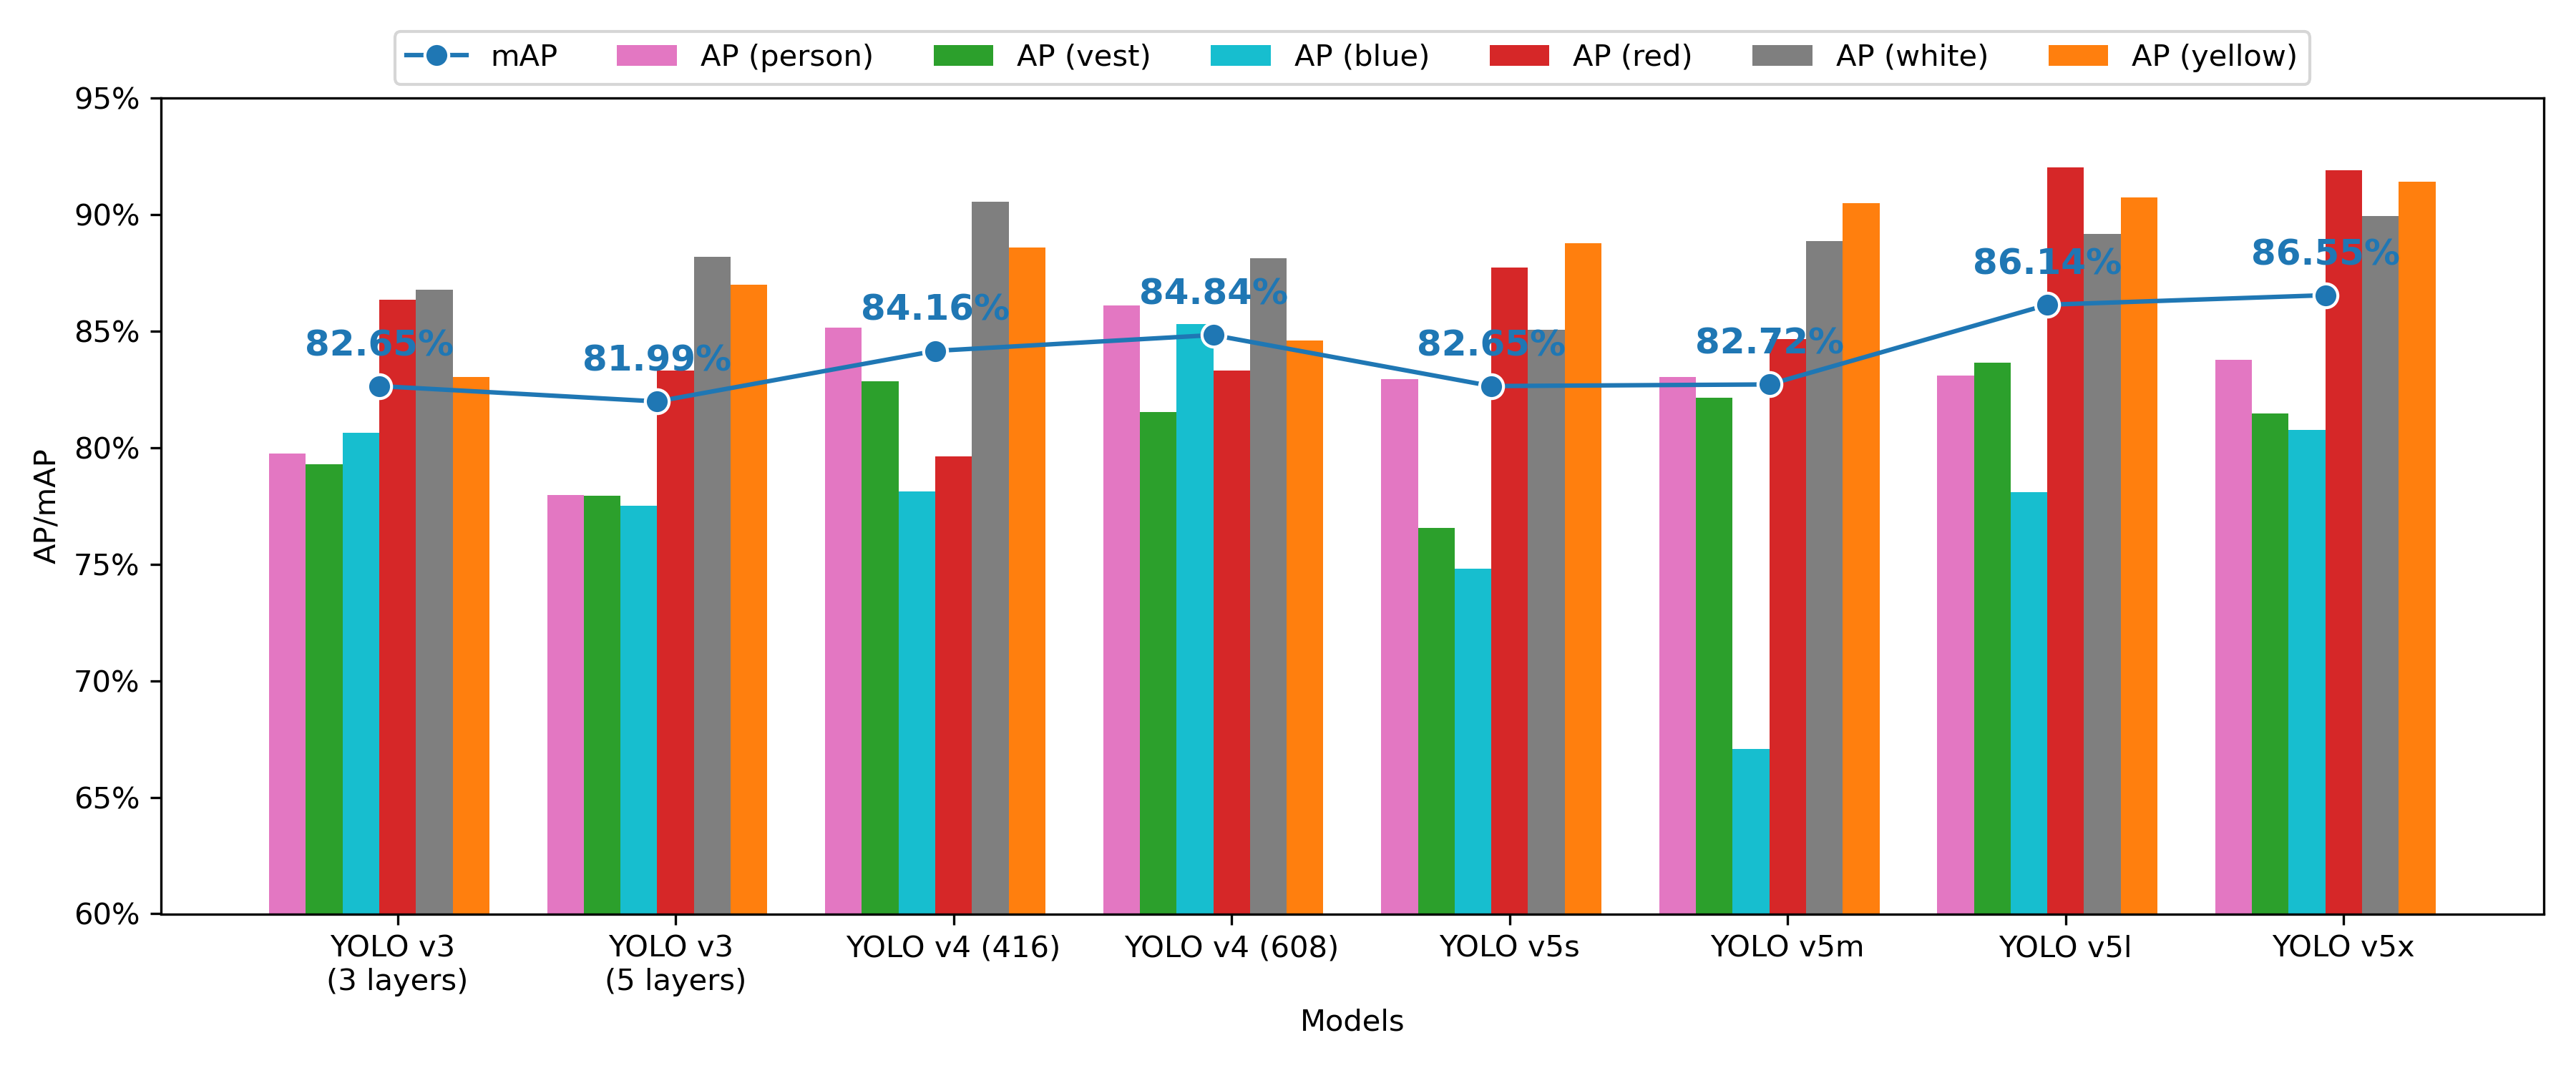 mAP AP (person) AP (vest) AP (blue) AP (red) AP (white) AP (yellow)
95%
90%
85%
80%
75%
70%
65%
60%
AP/mAP
82.65%
81.99%
84.16%
84.84%
82.65%
82.72%
86.14%
86.55%
YOLO v3
(3 layers)
YOLO v3
(5 layers)
YOLO v4 (416)
YOLO v4 (608)
YOLO v5s
YOLO v5m
YOLO v5l
YOLO v5x
Models